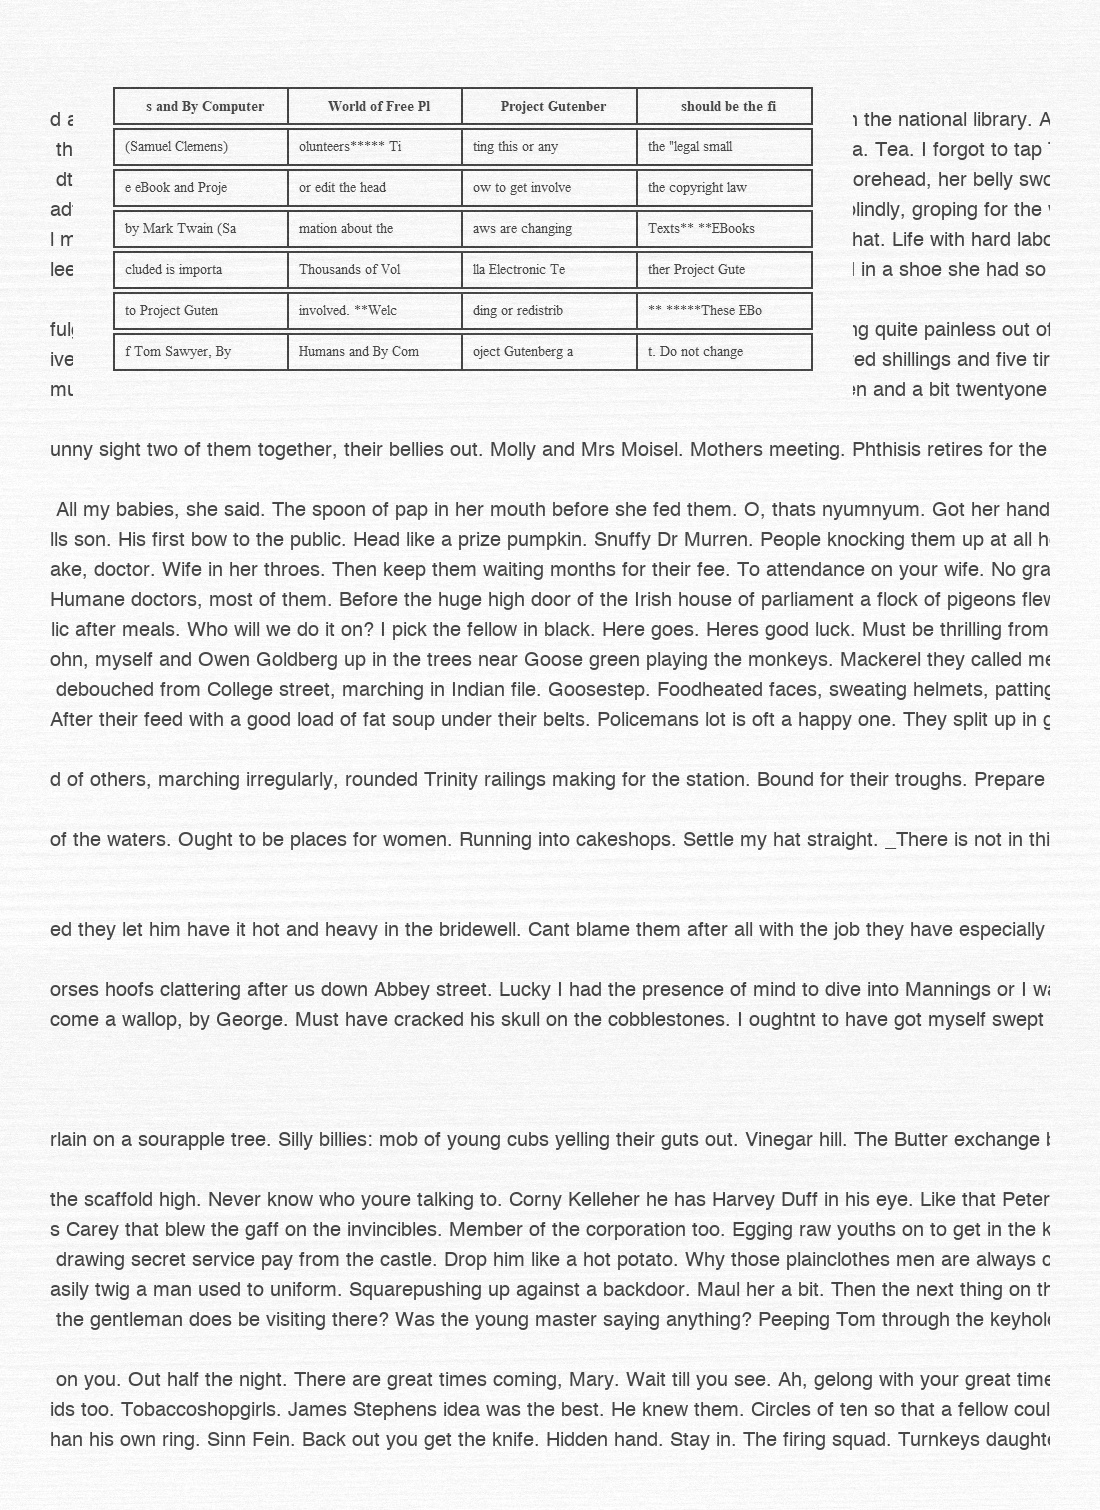 s and By Computer World of Free Pl Project Gutenber should be the fi
(Samuel Clemens) olunteers***** Ti ting this or any the "legal small
e eBook and Proje or edit the head ow to get involve the copyright law
by Mark Twain (Sa mation about the aws are changing Texts** **EBooks
cluded is importa Thousands of Vol lla Electronic Te ther Project Gute
to Project Guten involved. **Welc ding or redistrib ** *****These EBo
f Tom Sawyer, By Humans and By Com oject Gutenberg a t. Do not change
d a the national library. A
th a. Tea. I forgot to tap
dt orehead, her belly swo
ad lindly, groping for the
l m hat. Life with hard labo
lee in a shoe she had so
ful ng quite painless out of
ive ed shillings and five tin
mu n and a bit twentyone
unny sight two of them together, their bellies out. Molly and Mrs Moisel. Mothers meeting. Phthisis retires for the
All my babies, she said. The spoon of pap in her mouth before she fed them. O, thats nyumnyum. Got her hand
lls son. His first bow to the public. Head like a prize pumpkin. Snuffy Dr Murren. People knocking them up at all h
ake, doctor. Wife in her throes. Then keep them waiting months for their fee. To attendance on your wife. No gra
Humane doctors, most of them. Before the huge high door of the Irish house of parliament a flock of pigeons flew
lic after meals. Who will we do it on? I pick the fellow in black. Here goes. Heres good luck. Must be thrilling from
ohn, myself and Owen Goldberg up in the trees near Goose green playing the monkeys. Mackerel they called me
debouched from College street, marching in Indian file. Goosestep. Foodheated faces, sweating helmets, patting
After their feed with a good load of fat soup under their belts. Policemans lot is oft a happy one. They split up in g
d of others, marching irregularly, rounded Trinity railings making for the station. Bound for their troughs. Prepare
of the waters. Ought to be places for women. Running into cakeshops. Settle my hat straight. _There is not in thi
ed they let him have it hot and heavy in the bridewell. Cant blame them after all with the job they have especially
orses hoofs clattering after us down Abbey street. Lucky I had the presence of mind to dive into Mannings or I wa
come a wallop, by George. Must have cracked his skull on the cobblestones. I oughtnt to have got myself swept
rlain on a sourapple tree. Silly billies: mob of young cubs yelling their guts out. Vinegar hill. The Butter exchange b
the scaffold high. Never know who youre talking to. Corny Kelleher he has Harvey Duff in his eye. Like that Peter
s Carey that blew the gaff on the invincibles. Member of the corporation too. Egging raw youths on to get in the k
drawing secret service pay from the castle. Drop him like a hot potato. Why those plainclothes men are always c
asily twig a man used to uniform. Squarepushing up against a backdoor. Maul her a bit. Then the next thing on th
the gentleman does be visiting there? Was the young master saying anything? Peeping Tom through the keyhole
on you. Out half the night. There are great times coming, Mary. Wait till you see. Ah, gelong with your great time
ids too. Tobaccoshopgirls. James Stephens idea was the best. He knew them. Circles of ten so that a fellow coul
han his own ring. Sinn Fein. Back out you get the knife. Hidden hand. Stay in. The firing squad. Turnkeys daughte